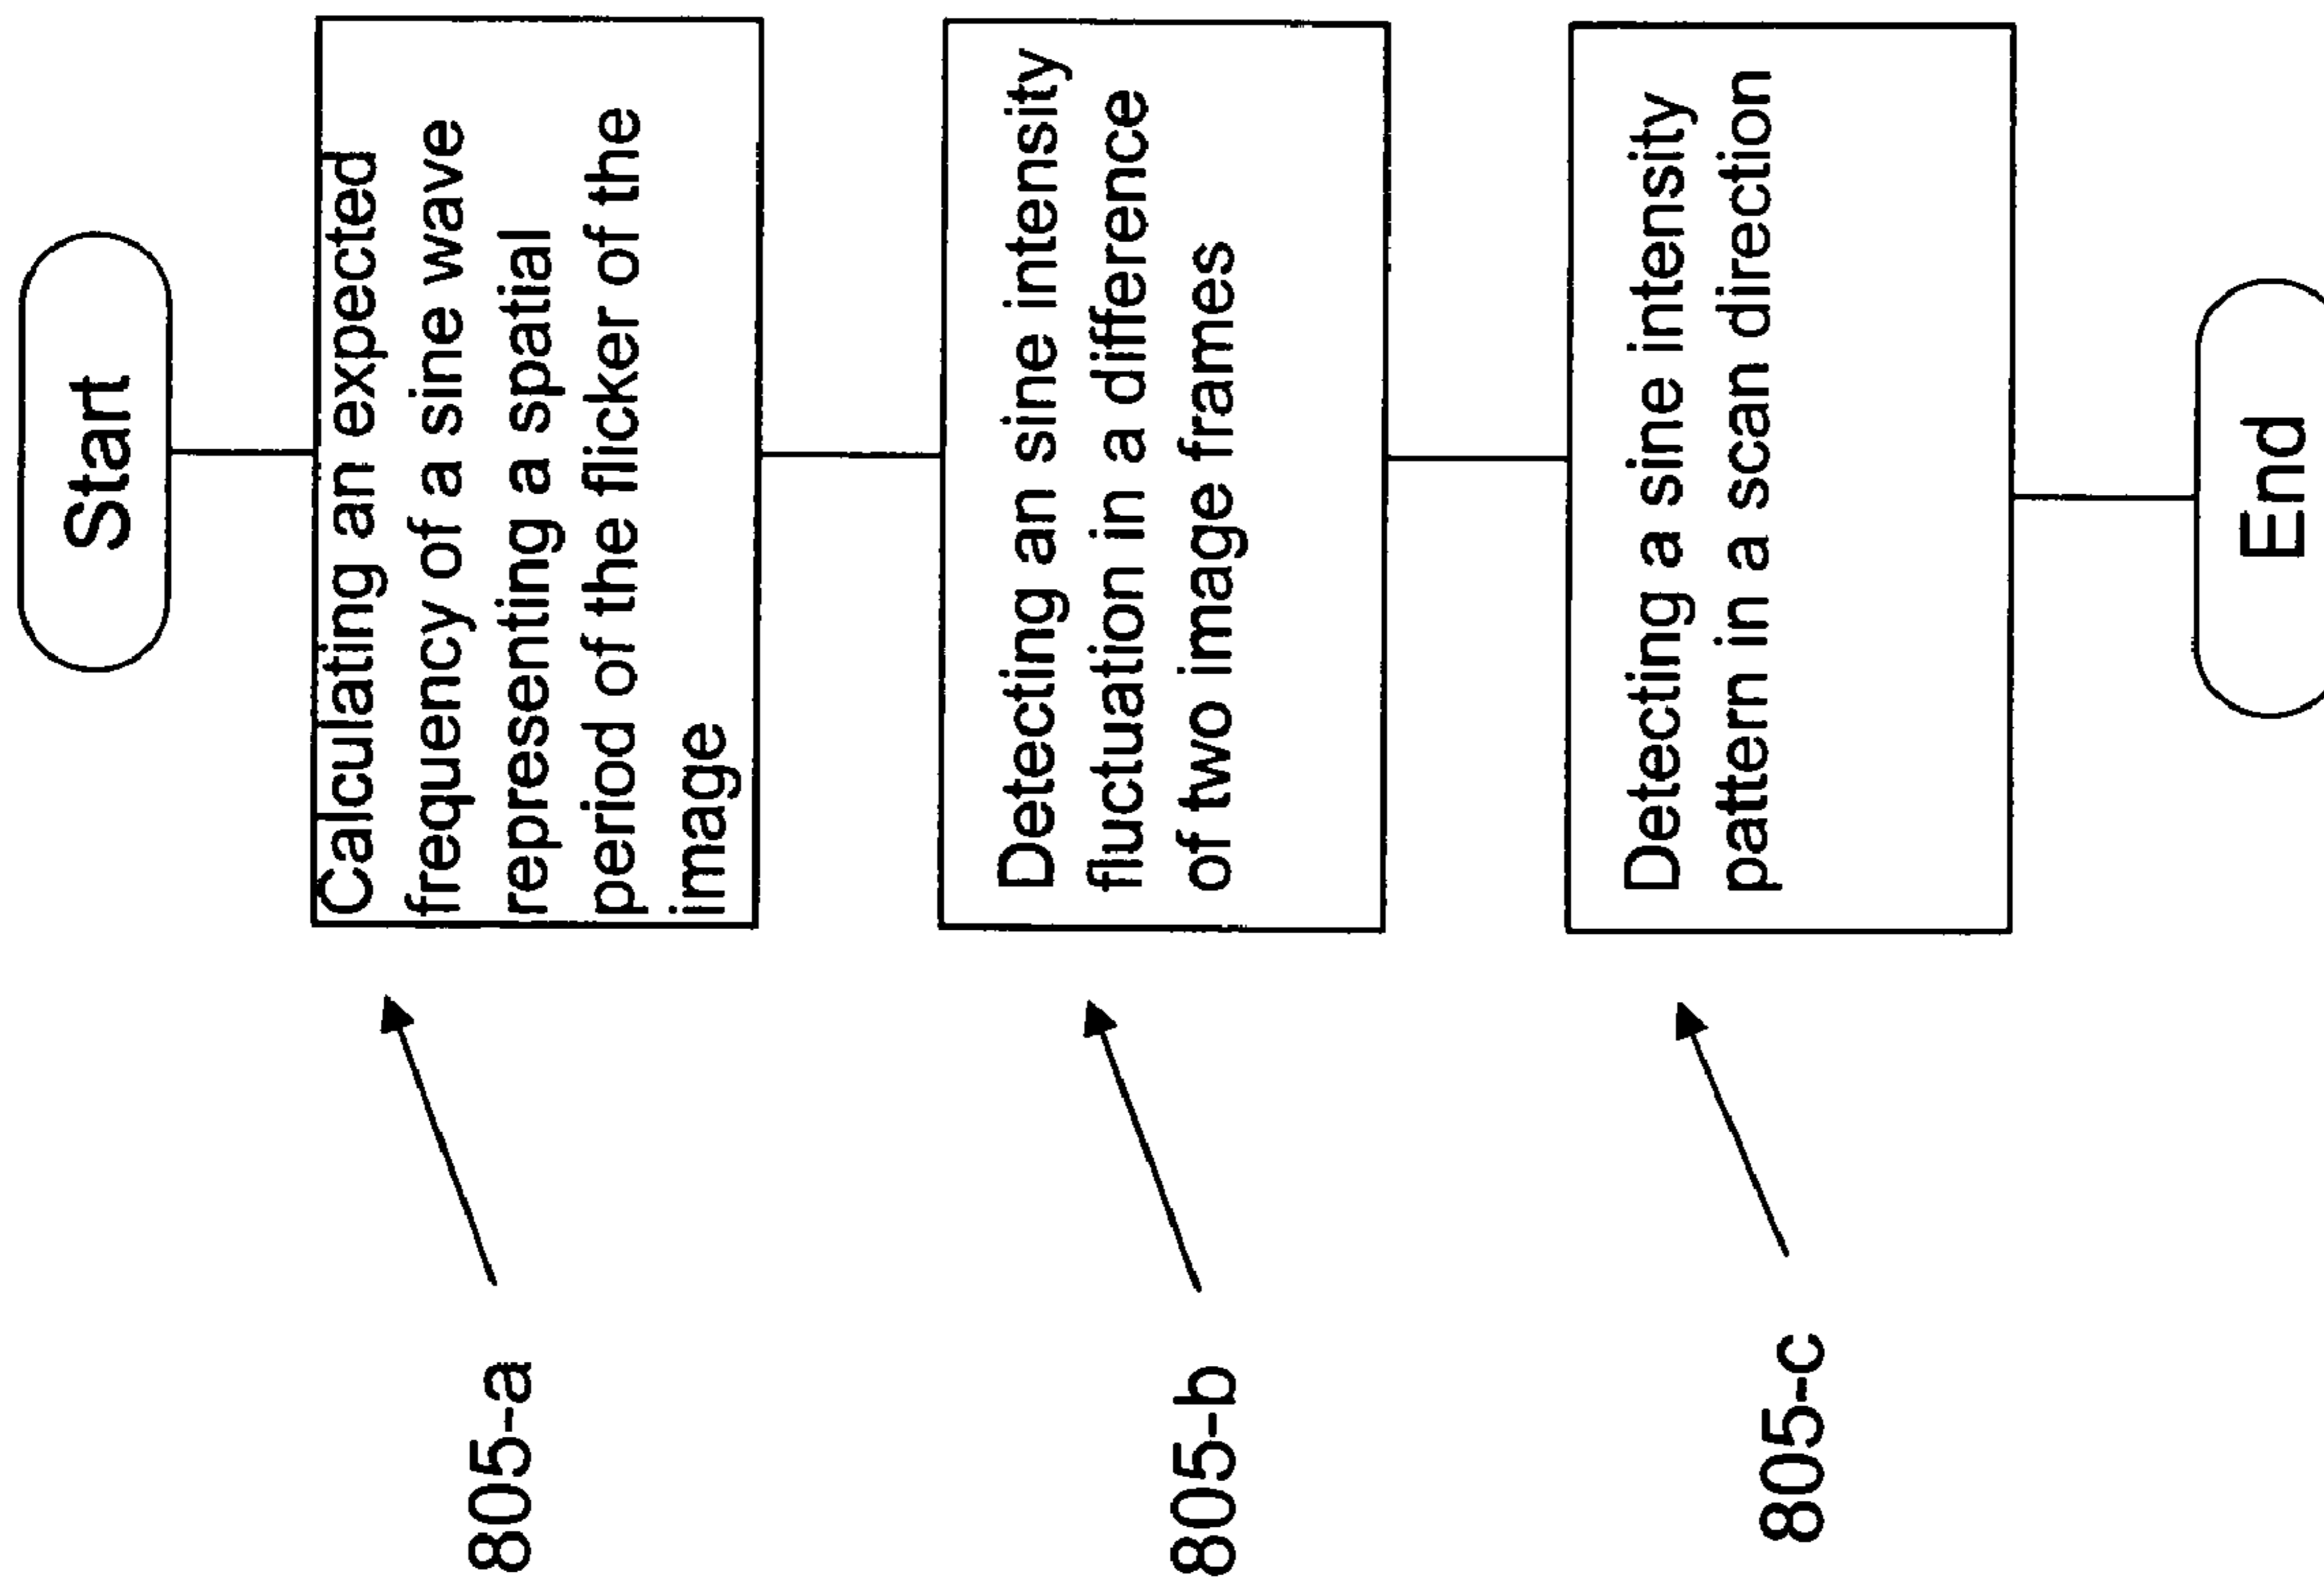 Start
805-a
Calculating an expected
frequency of a sine wave
representing a spatial
period of the flicker of the
image
805-b
Detecting an sine intensity
fluctuation in a difference
of two image frames
805-c
Detecting a sine intensity
pattern in a scan direction
End